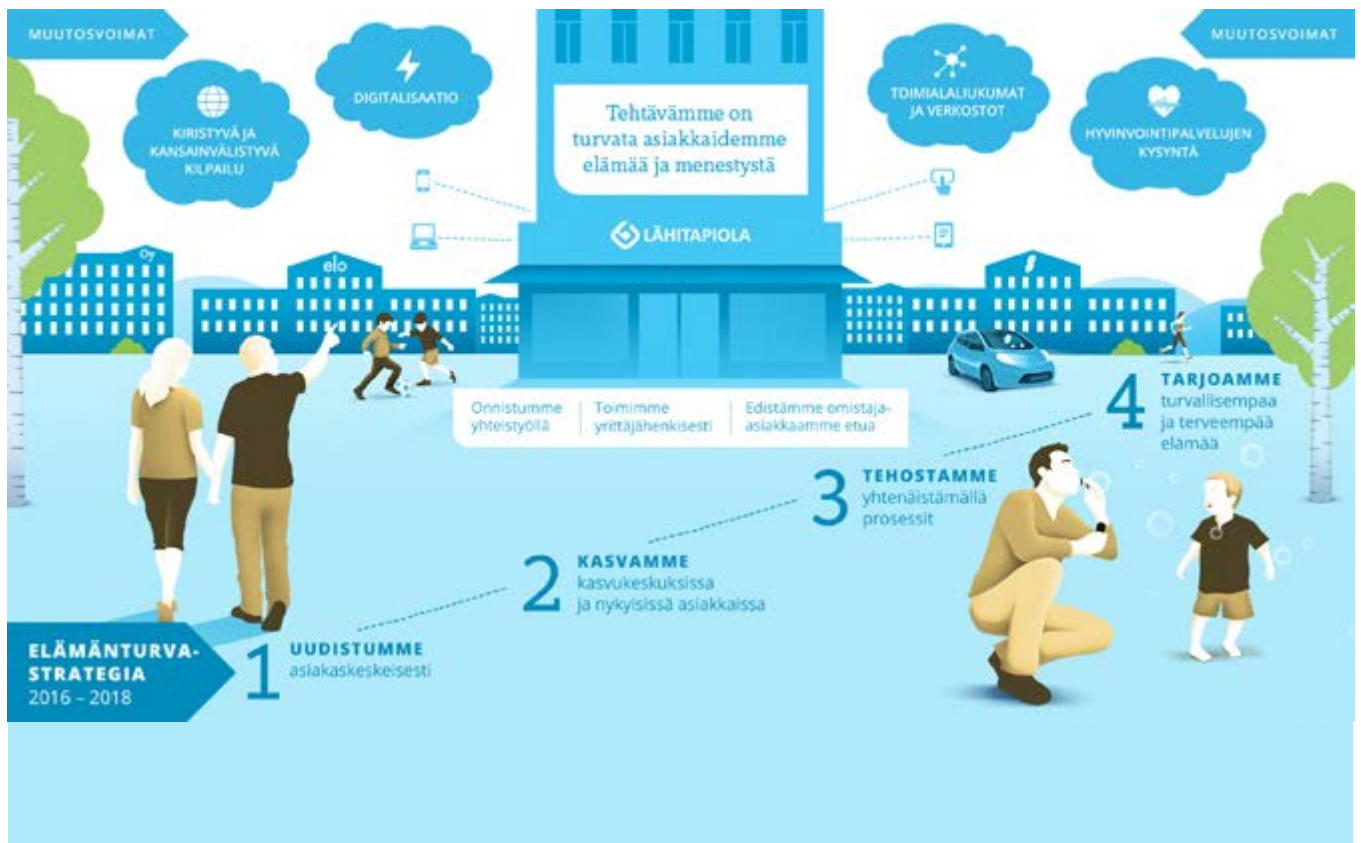 MUUTOSVOIMAT
MUUTOSVOIMAT
KIRISTYVÄ JA
KANSAINVÄLISTYVÄ
KILPAILU
DIGITALISAATIO
TOIMIALALIUKUMAT
JA VERKOSTOT
HYVINVOINTIPALVELUJEN
KYSYNTÄ
Tehtävämme on
turvata asiakkaidemme
elämää ja menestystä
LÄHITAPIOLA
Oy
elo
Onnistumme
yhteistyöllä
Toimimme
yrittäjähenkisesti
Edistämme omistaja-
asiakkaamme etua
ELÄMÄNTURVA-
STRATEGIA
2016 – 2018
1 UUDISTUMME
asiakaskeskeisesti
2 KASVAMME
kasvukeskuksissa
ja nykyisissä asiakkaissa
3 TEHOSTAMME
yhtenäistämällä
prosessit
4 TARJOAMME
turvallisempaa
ja terveempää
elämää